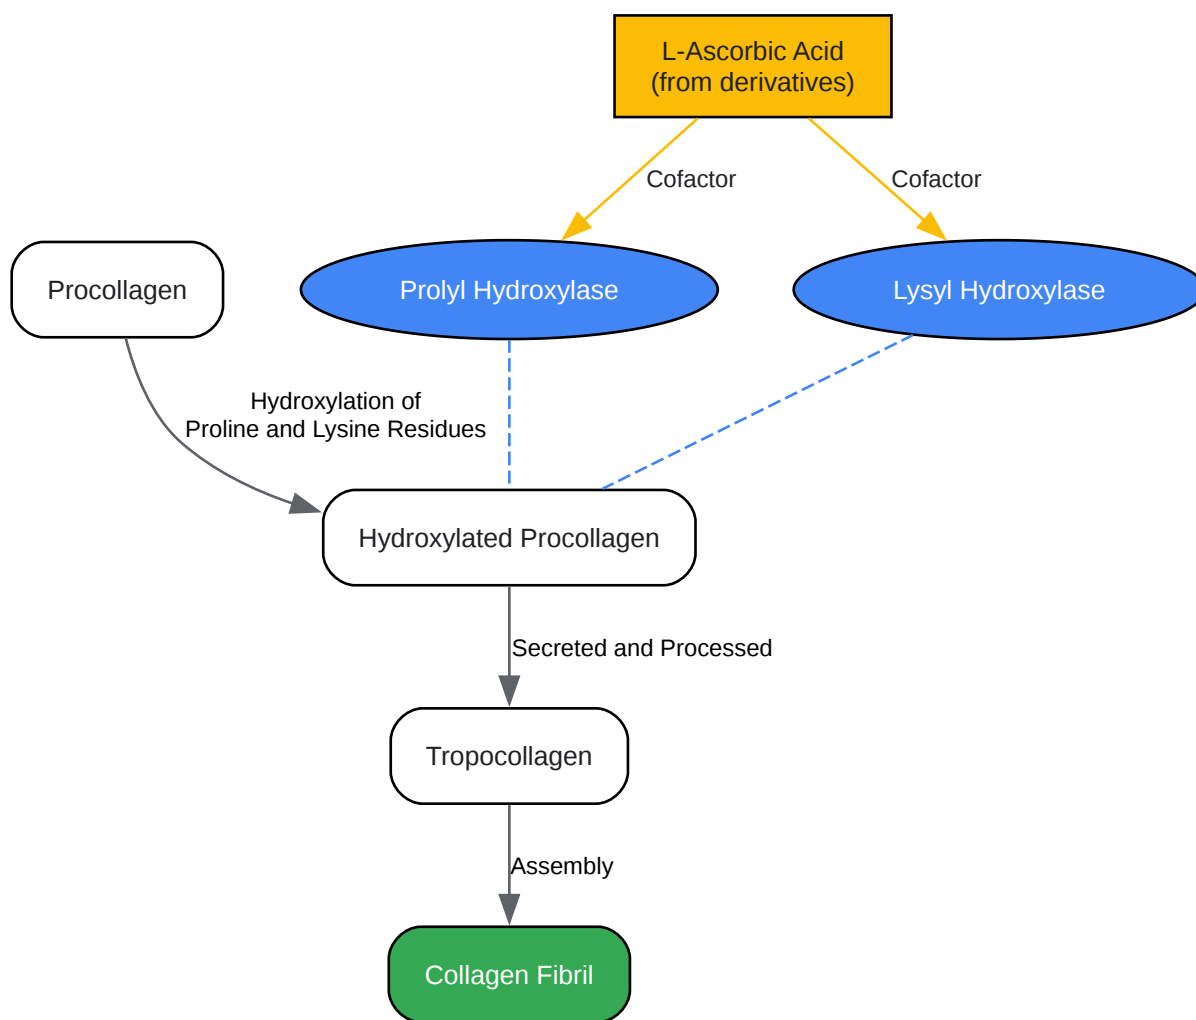 L-Ascorbic Acid
(from derivatives)
Cofactor
Cofactor
Procollagen
Prolyl Hydroxylase
Lysyl Hydroxylase
Hydroxylation of
Proline and Lysine Residues
Hydroxylated Procollagen
Secreted and Processed
Tropocollagen
Assembly
Collagen Fibril